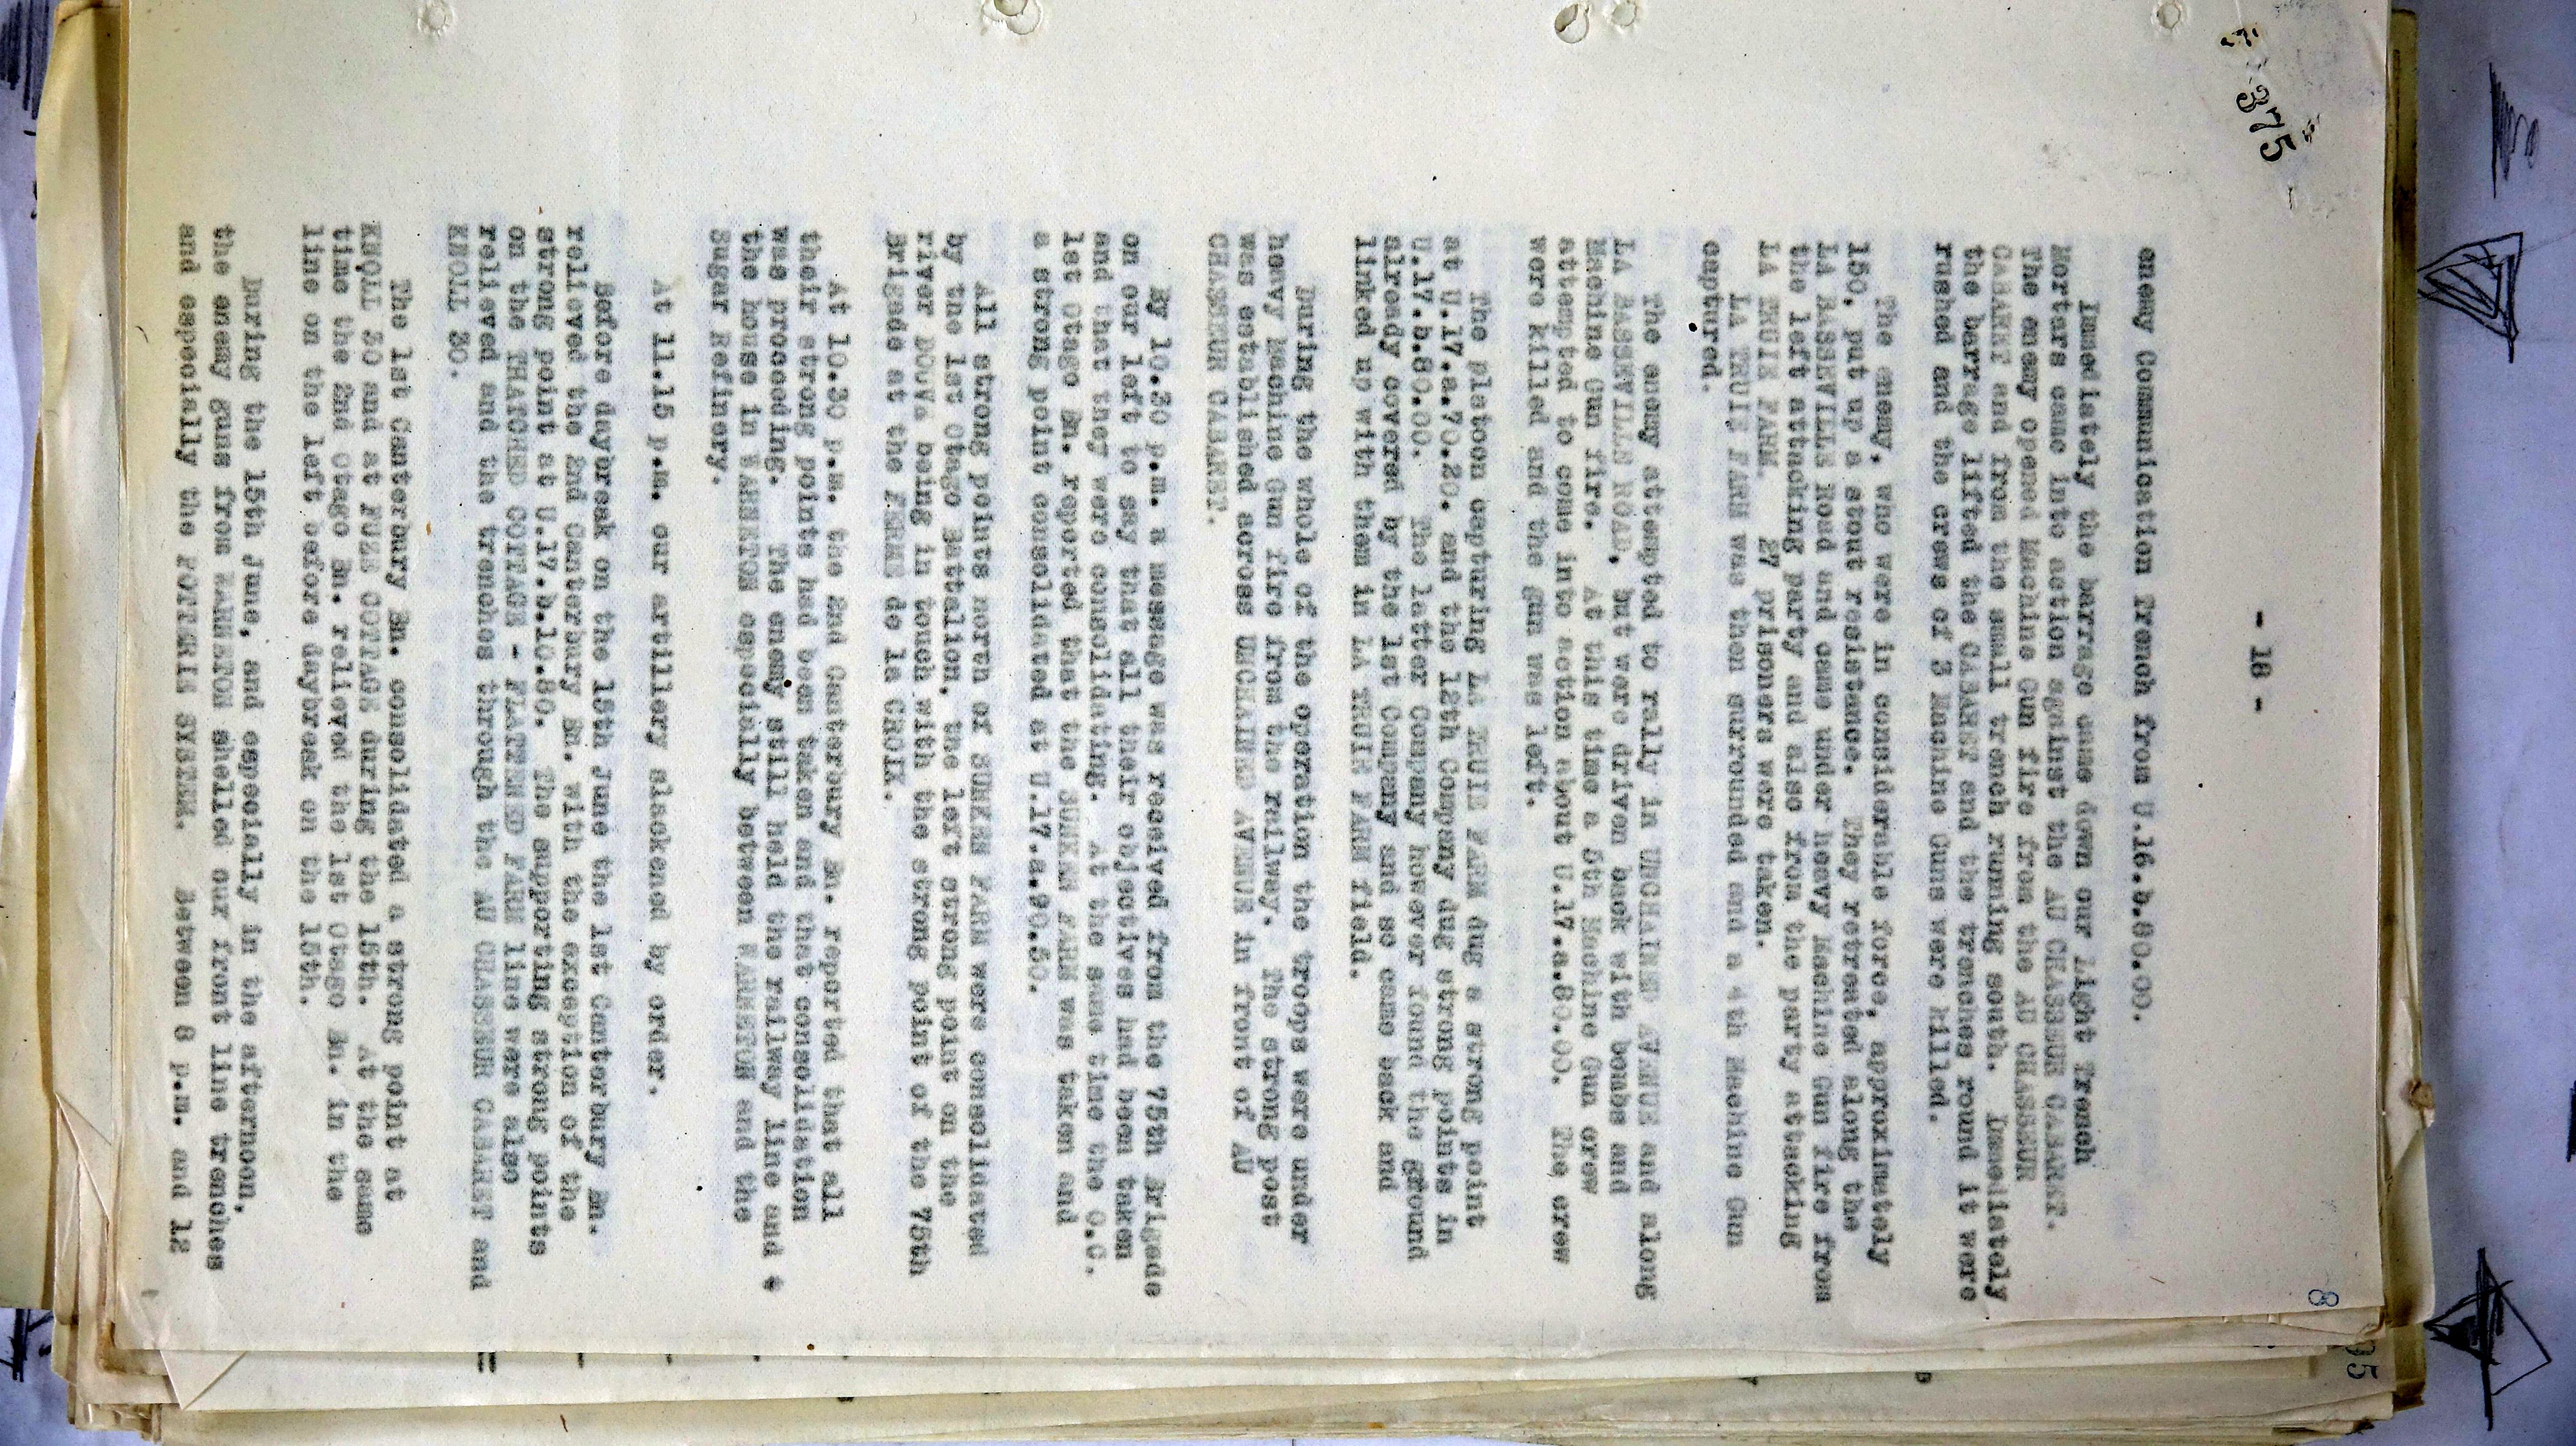 375
- 18 -
8
enemy Communication Trench from U.16.b.80.00.
Immediately the barrage came down our Light Trench
Mortars came into action against the AU CHASSEUR CABARET.
The enemy opened Machine Gun fire from the AU CHASSEUR
CABARET and from the small trench running south. Immediately
the barrage lifted the CABARET and the trenches round it were
rushed and the crews of 3 Machine Guns were killed.
The enemy, who were in considerable force, approximately
150, put up a stout resistance. They retreated along the
LA BASSEVILLE Road and came under heavy Machine Gun fire from
the left attacking party and also from the party attacking
LA TRUIE FARM. 27 prisoners were taken.
LA TRUIE FARM was then surrounded and a 4th Machine Gun
captured.
The enemy attempted to rally in UNCHAINED AVENUE and along
LA BASSEVILLE ROAD, but were driven back with bombs and
Machine Gun fire. At this time a 5th Machine Gun crew
attempted to come into action about U.17.a.80.00. The crew
were killed and the gun was left.
The platoon capturing LA TRUIE FARM dug a strong point
at U.17.a.70.20. and the 12th Company dug strong points in
U.17.b.80.00. The latter Company however found the ground
already covered by the 1st Company and so came back and
linked up with them in LA TRUIE FARM field.
During the whole of the operation the troops were under
heavy Machine Gun fire from the railway. The strong post
was established across UNCHAINED AVENUE in front of AU
CHASSEUR CABARET.
By 10.30 p.m. a message was received from the 75th Brigade
on our left to say that all their objectives had been taken
and that they were consolidating. At the same time the O.C.
1st Otago Bn. reported that the SUNKEN FARM was taken and
a strong point consolidated at U.17.a.90.50.
All strong points north of SUNKEN FARM were consolidated
by the 1st Otago Battalion, the left strong point on the
river DOUVE being in touch with the strong point of the 75th
Brigade at the FERME de la CROIX.
At 10.30 p.m. the 2nd Canterbury Bn. reported that all
their strong points had been taken and that consolidation
was proceeding. The enemy still held the railway line and 4
the house in WARNETON especially between WARNETON and the
Sugar Refinery.
At 11.15 p.m. our artillery slackened by order.
Before daybreak on the 15th June the 1st Canterbury Bn.
relieved the 2nd Canterbury Bn. with the exception of the
strong point at U.17.b.10.80. The supporting strong points
on the THATCHED COTTAGE - FLATTENED FARM line were also
relieved and the trenches through the AU CHASSEUR CABARET and
KNOLL 30.
The 1st Canterbury Bn. consolidated a strong point at
KNOLL 30 and at FUZE COTTAGE during the 15th. At the same
time the 2nd Otago Bn. relieved the 1st Otago Bn. in the
line on the left before daybreak on the 15th.
During the 15th June, and especially in the afternoon,
the enemy guns from WARNETON shelled our front line trenches
and especially the POTTERIE SYSTEM. Between 8 p.m. and 12